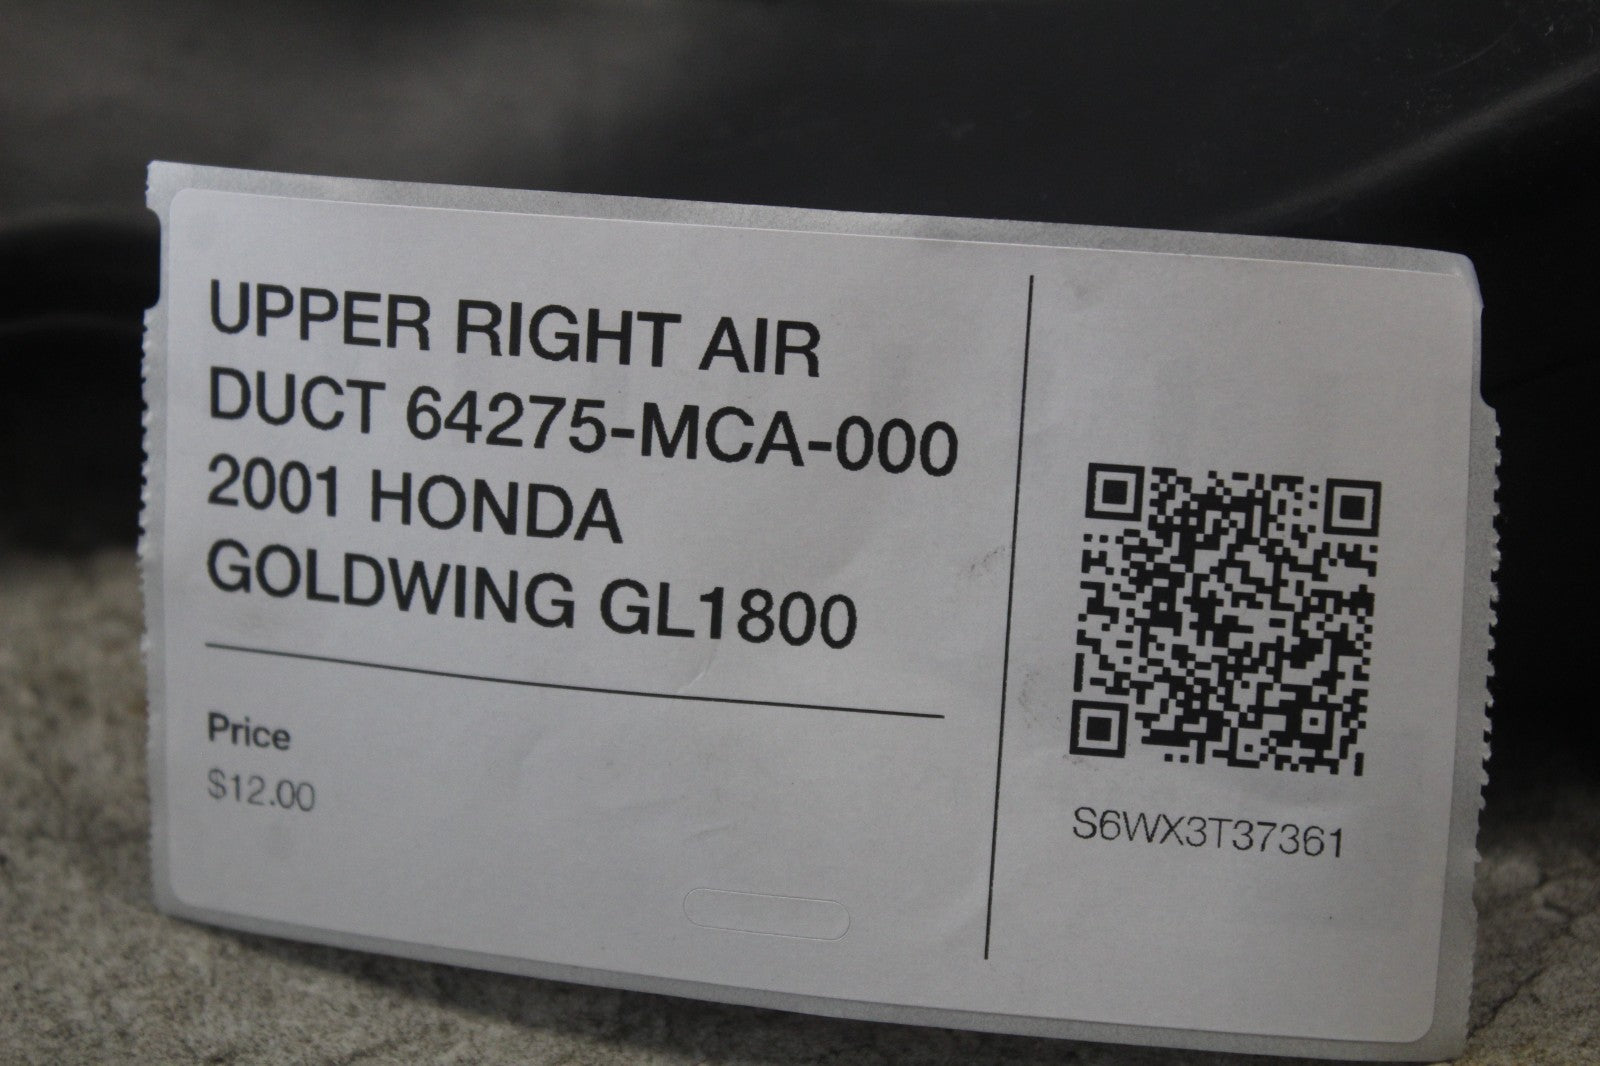 UPPER RIGHT AIR
DUCT 64275-MCA-000
2001 HONDA
GOLDWING GL1800
Price
$12.00
S6WX3T37361